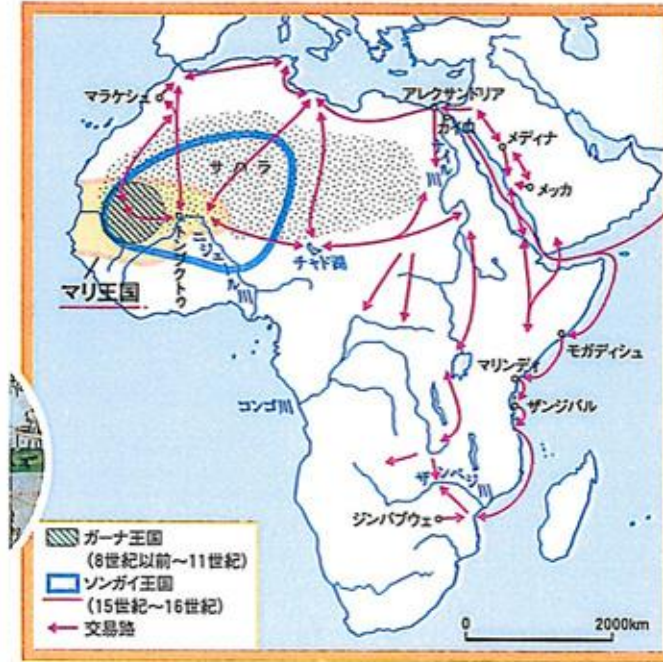 アレクサンドリア
マラケシュ
カイロ
メディナ
サハラ
ナイル川
メッカ
トンブクトゥ
ニジェール川
チャド湖
マリ王国
モガディシュ
マリンディ
コンゴ川
ザンジバル
ザンベジ川
ジンバブウェ
ガーナ王国
(8世紀以前～11世紀)
ソンガイ王国
(15世紀～16世紀)
交易路
0 2000km